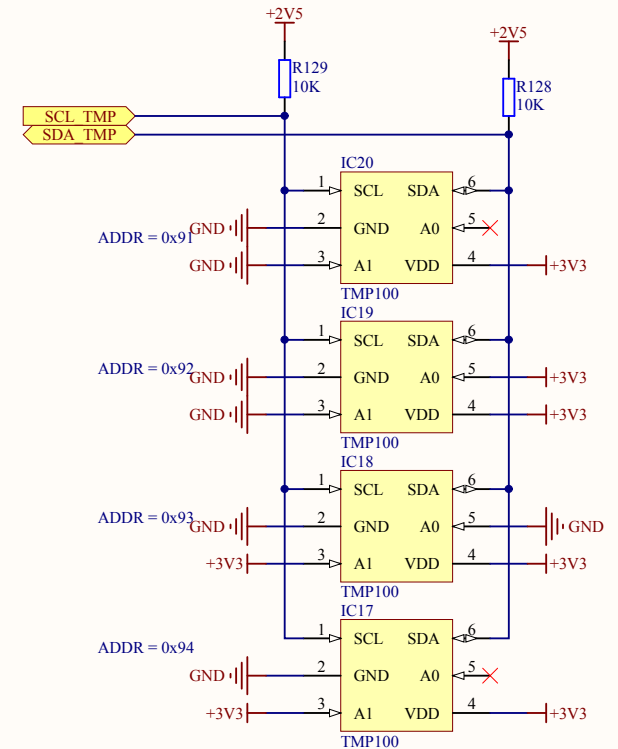 +2V5
+2V5
R129
10K
R128
10K
SCL_TMP
SDA_TMP
IC20
1 SCL SDA 6
ADDR = 0x91
GND 2 GND A0 5
GND 3 A1 VDD 4 +3V3
TMP100
IC19
1 SCL SDA 6
ADDR = 0x92
GND 2 GND A0 5 +3V3
GND 3 A1 VDD 4 +3V3
TMP100
IC18
1 SCL SDA 6
ADDR = 0x93
GND 2 GND A0 5 GND
+3V3 3 A1 VDD 4 +3V3
TMP100
IC17
1 SCL SDA 6
ADDR = 0x94
GND 2 GND A0 5
+3V3 3 A1 VDD 4 +3V3
TMP100